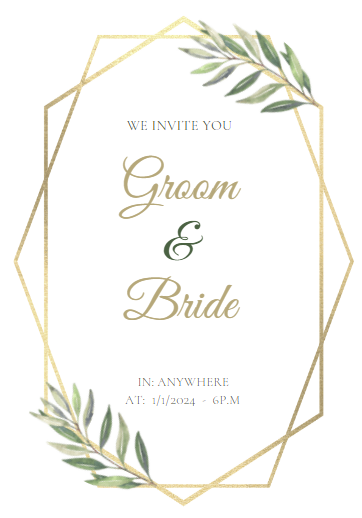 WE INVITE YOU
Groom
&
Bride
IN: ANYWHERE
AT: 1/1/2024 - 6P.M